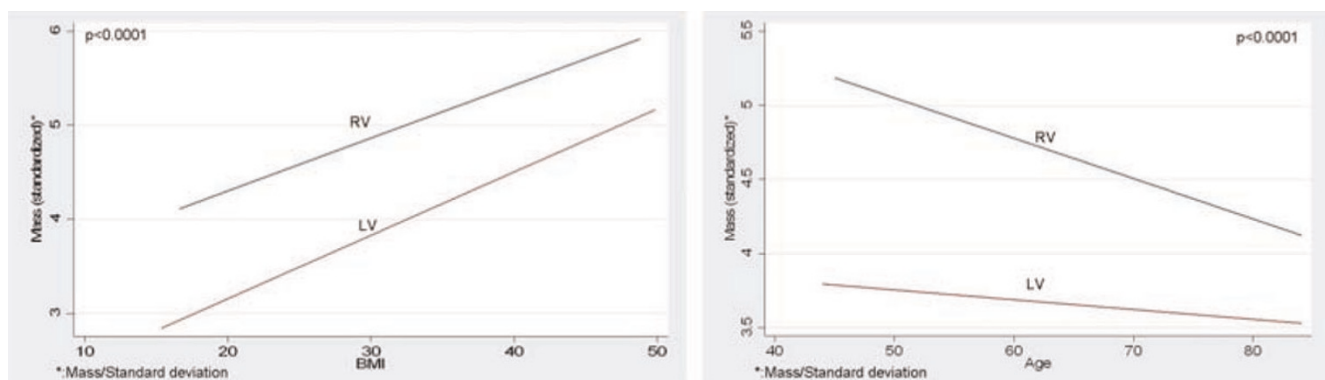 6
p<0.0001
RV
5
Mass (standardized)*
4
LV
3
10 20 30 40 50
BMI
*:Mass/Standard deviation
5.5
p<0.0001
5
RV
Mass (standardized)*
4.5
4
LV
3.5
40 50 60 70 80
Age
*:Mass/Standard deviation